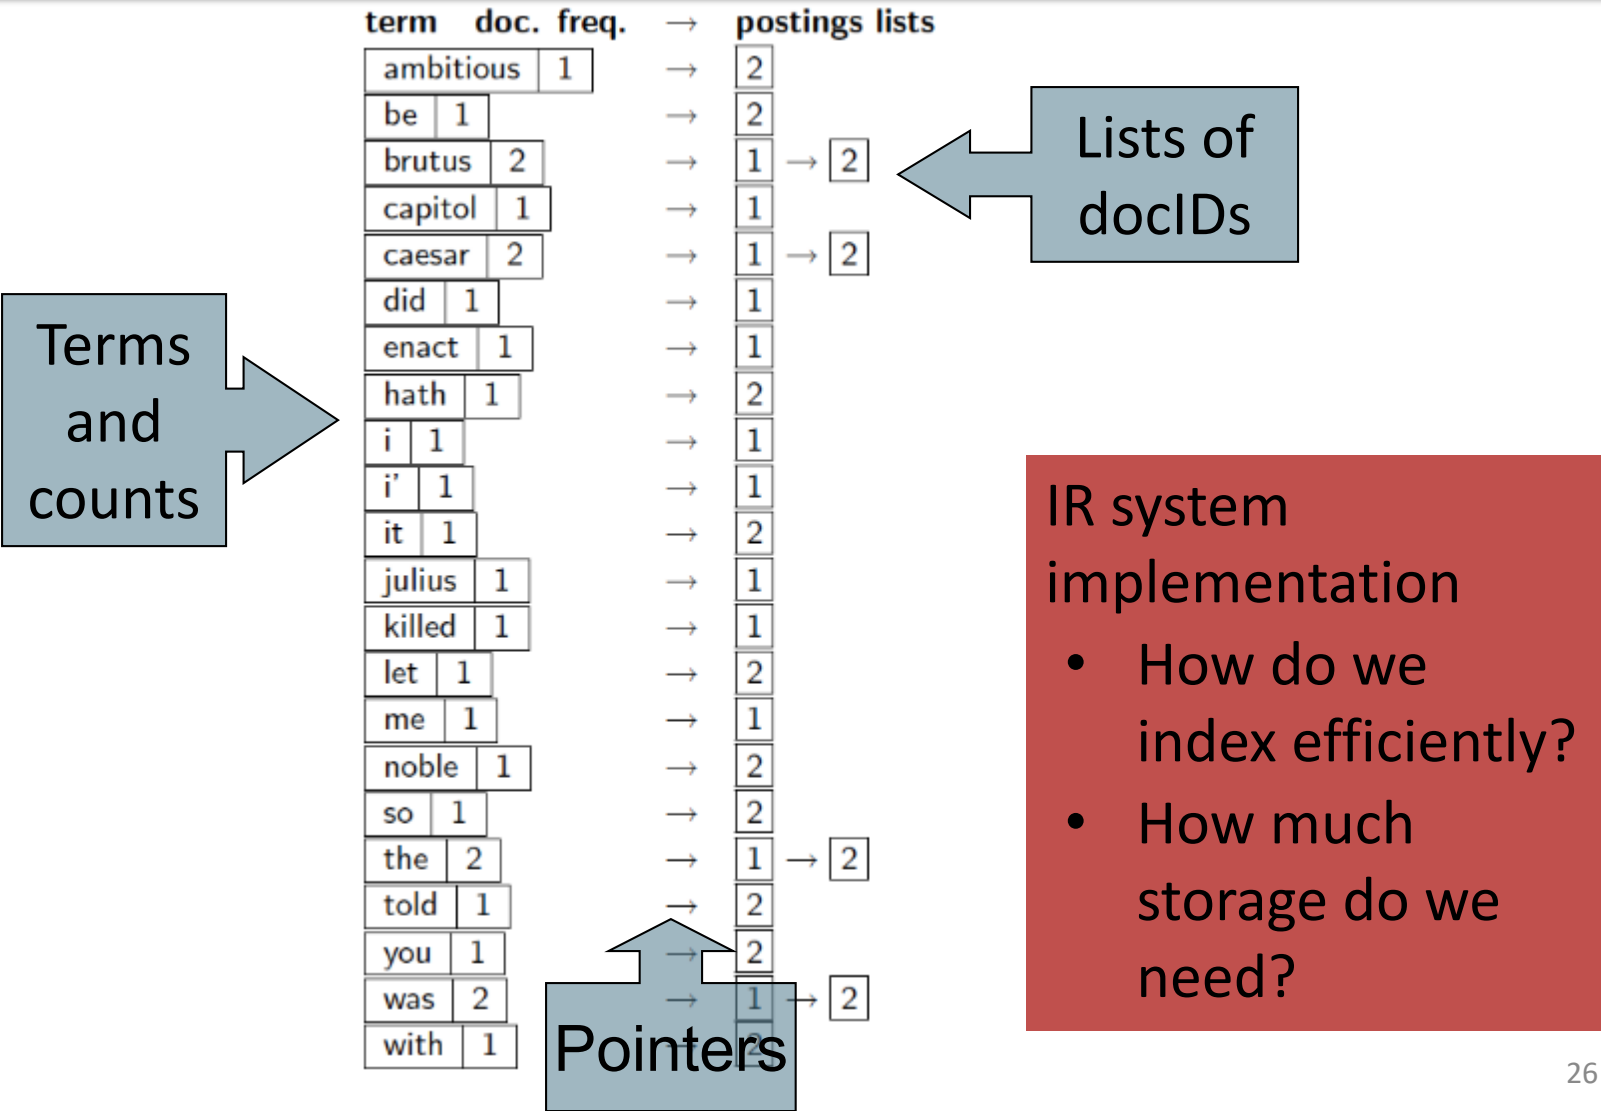 term doc. freq. → postings lists
ambitious 1 → 2
be 1 → 2
brutus 2 → 1 → 2
capitol 1 → 1
caesar 2 → 1 → 2
did 1 → 1
enact 1 → 1
hath 1 → 2
i 1 → 1
i' 1 → 1
it 1 → 2
julius 1 → 1
killed 1 → 1
let 1 → 2
me 1 → 1
noble 1 → 2
so 1 → 2
the 2 → 1 → 2
told 1 → 2
you 1 → 2
was 2 → 1 → 2
with 1 → 2
Lists of
docIDs
Terms
and
counts
Pointers
IR system
implementation
• How do we
index efficiently?
• How much
storage do we
need?
26